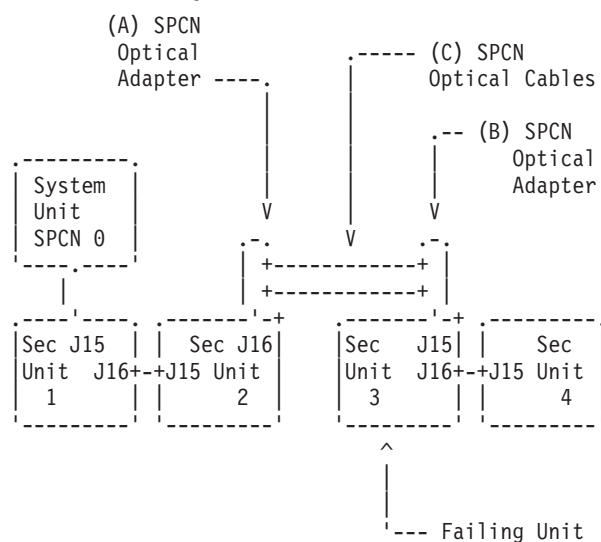 (A) SPCN
Optical
Adapter ----.
.----- (C) SPCN
Optical Cables
.-- (B) SPCN
Optical
Adapter
System
Unit
SPCN 0
V
V
V
Sec J15
Unit J16+-+J15 Unit
1
Sec J16
2
Sec J15
Unit J16+-+J15 Unit
3
Sec
4
'--- Failing Unit